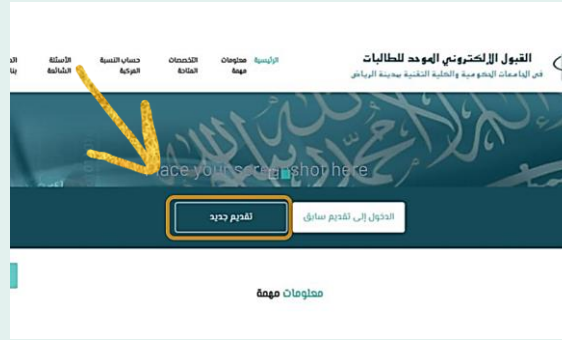 القبول الإلكتروني الموحد للطالبات
في الجامعات الحكومية والكلية التقنية بمدينة الرياض
الرئيسية
معلومات مهمة
التخصصات المتاحة
حساب النسبة المركبة
الأسئلة الشائعة
place your screenshot here
الدخول إلى تقديم سابق
تقديم جديد
معلومات مهمة